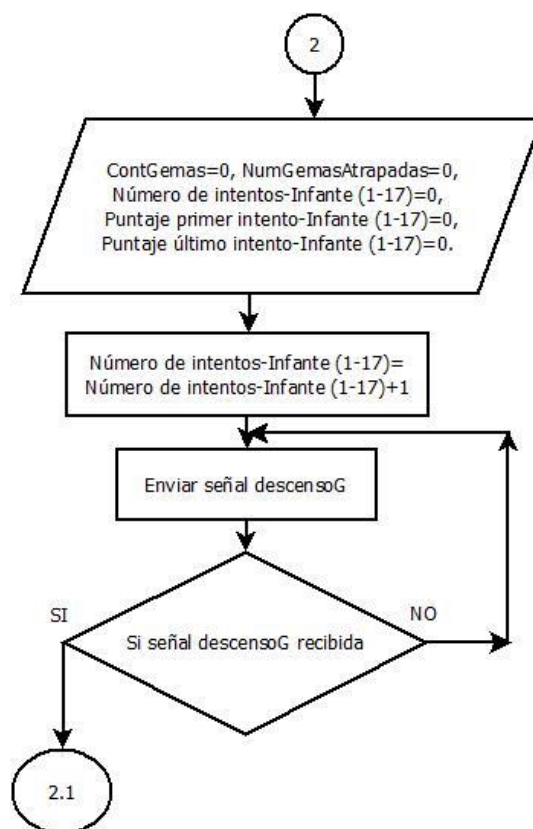 2
ContGemas=0, NumGemasAtrapadas=0,
Número de intentos-Infante (1-17)=0,
Puntaje primer intento-Infante (1-17)=0,
Puntaje último intento-Infante (1-17)=0.
Número de intentos-Infante (1-17)=
Número de intentos-Infante (1-17)+1
Enviar señal descensoG
SI
NO
Si señal descensoG recibida
2.1